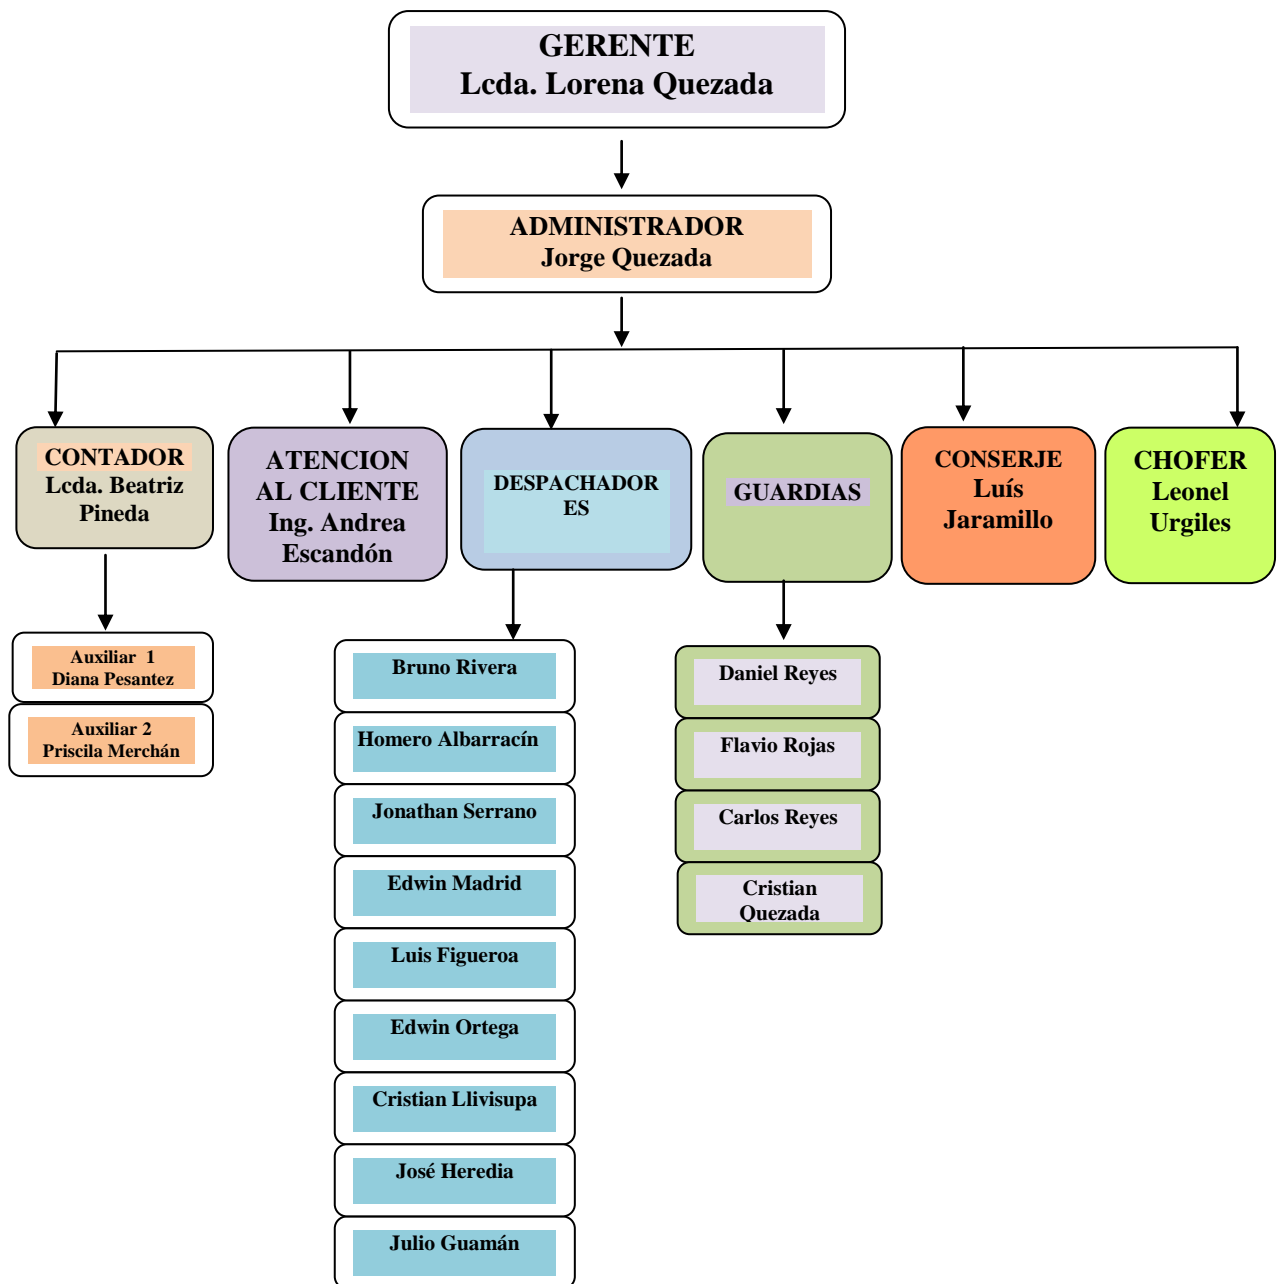 GERENTE
Lcda. Lorena Quezada
ADMINISTRADOR
Jorge Quezada
CONTADOR
Lcda. Beatriz
Pineda
ATENCION
AL CLIENTE
Ing. Andrea
Escandón
DESPACHADOR
ES
GUARDIAS
CONSERJE
Luís
Jaramillo
CHOFER
Leonel
Urgiles
Auxiliar 1
Diana Pesantez
Auxiliar 2
Priscila Merchán
Bruno Rivera
Homero Albarracín
Jonathan Serrano
Edwin Madrid
Luis Figueroa
Edwin Ortega
Cristian Llivisupa
José Heredia
Julio Guamán
Daniel Reyes
Flavio Rojas
Carlos Reyes
Cristian
Quezada